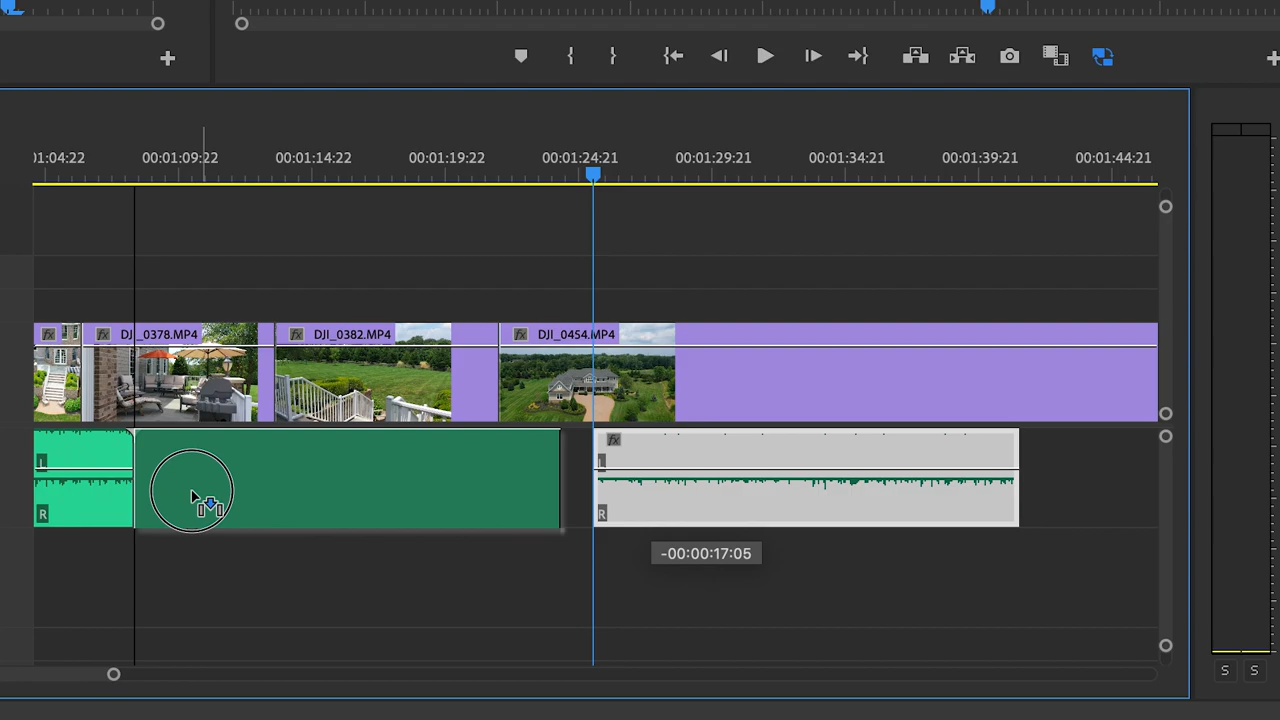 01:04:22 00:01:09:22 00:01:14:22 00:01:19:22 00:01:24:21 00:01:29:21 00:01:34:21 00:01:39:21 00:01:44:21
fx DJI_0378.MP4 fx DJI_0382.MP4 fx DJI_0454.MP4
fx
L L
R R
-00:00:17:05
S S